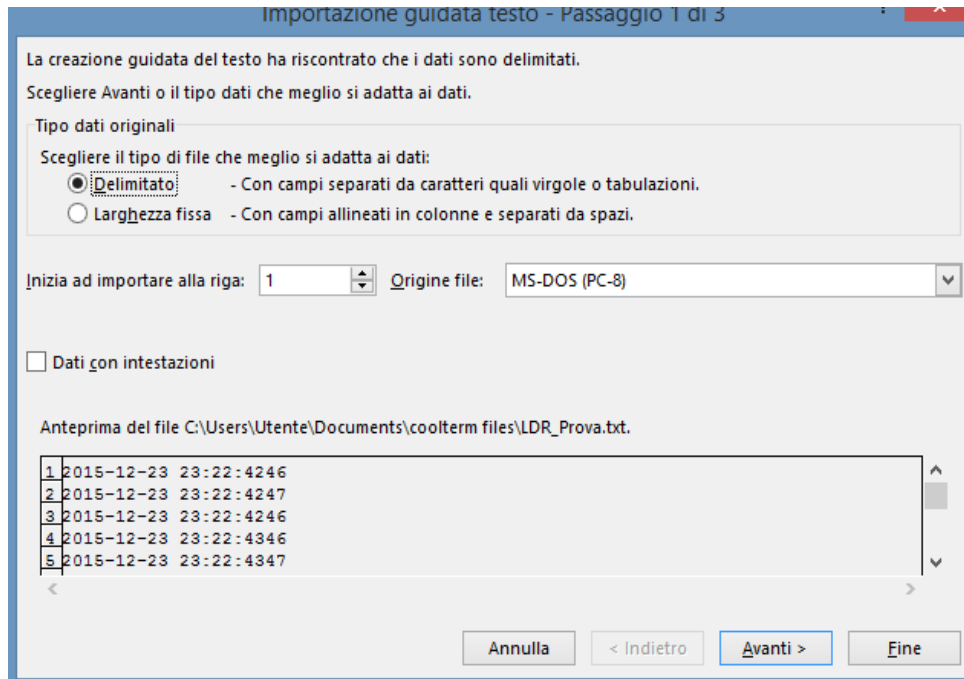 Importazione guidata testo - Passaggio 1 di 3
La creazione guidata del testo ha riscontrato che i dati sono delimitati.
Scegliere Avanti o il tipo dati che meglio si adatta ai dati.
Tipo dati originali
Scegliere il tipo di file che meglio si adatta ai dati:
Delimitato - Con campi separati da caratteri quali virgole o tabulazioni.
Larghezza fissa - Con campi allineati in colonne e separati da spazi.
Inizia ad importare alla riga: 1 Origine file: MS-DOS (PC-8)
Dati con intestazioni
Anteprima del file C:\Users\Utente\Documents\coolterm files\LDR_Prova.txt.
1 2015-12-23 23:22:4246
2 2015-12-23 23:22:4247
3 2015-12-23 23:22:4246
4 2015-12-23 23:22:4346
5 2015-12-23 23:22:4347
Annulla < Indietro Avanti > Fine